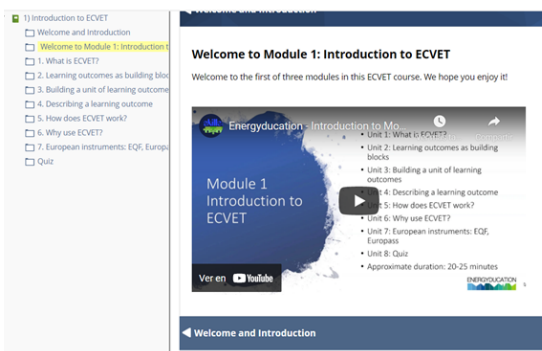 1) Introduction to ECVET
Welcome and Introduction
Welcome to Module 1: Introduction t
1. What is ECVET?
2. Learning outcomes as building bloc
3. Building a unit of learning outcome
4. Describing a learning outcome
5. How does ECVET work?
6. Why use ECVET?
7. European instruments: EQF, Europa
Quiz
Welcome and Introduction
Welcome to Module 1: Introduction to ECVET
Welcome to the first of three modules in this ECVET course. We hope you enjoy it!
Energyducation - Introduction to Mo...
Module 1
Introduction to
ECVET
• Unit 1: What is ECVET?
• Unit 2: Learning outcomes as building
blocks
• Unit 3: Building a unit of learning
outcomes
Unit 4: Describing a learning outcome
Unit 5: How does ECVET work?
• Unit 6: Why use ECVET?
• Unit 7: European instruments: EQF,
Europass
• Unit 8: Quiz
• Approximate duration: 20-25 minutes
Ver en YouTube
ENERGYDUCATION
Welcome and Introduction